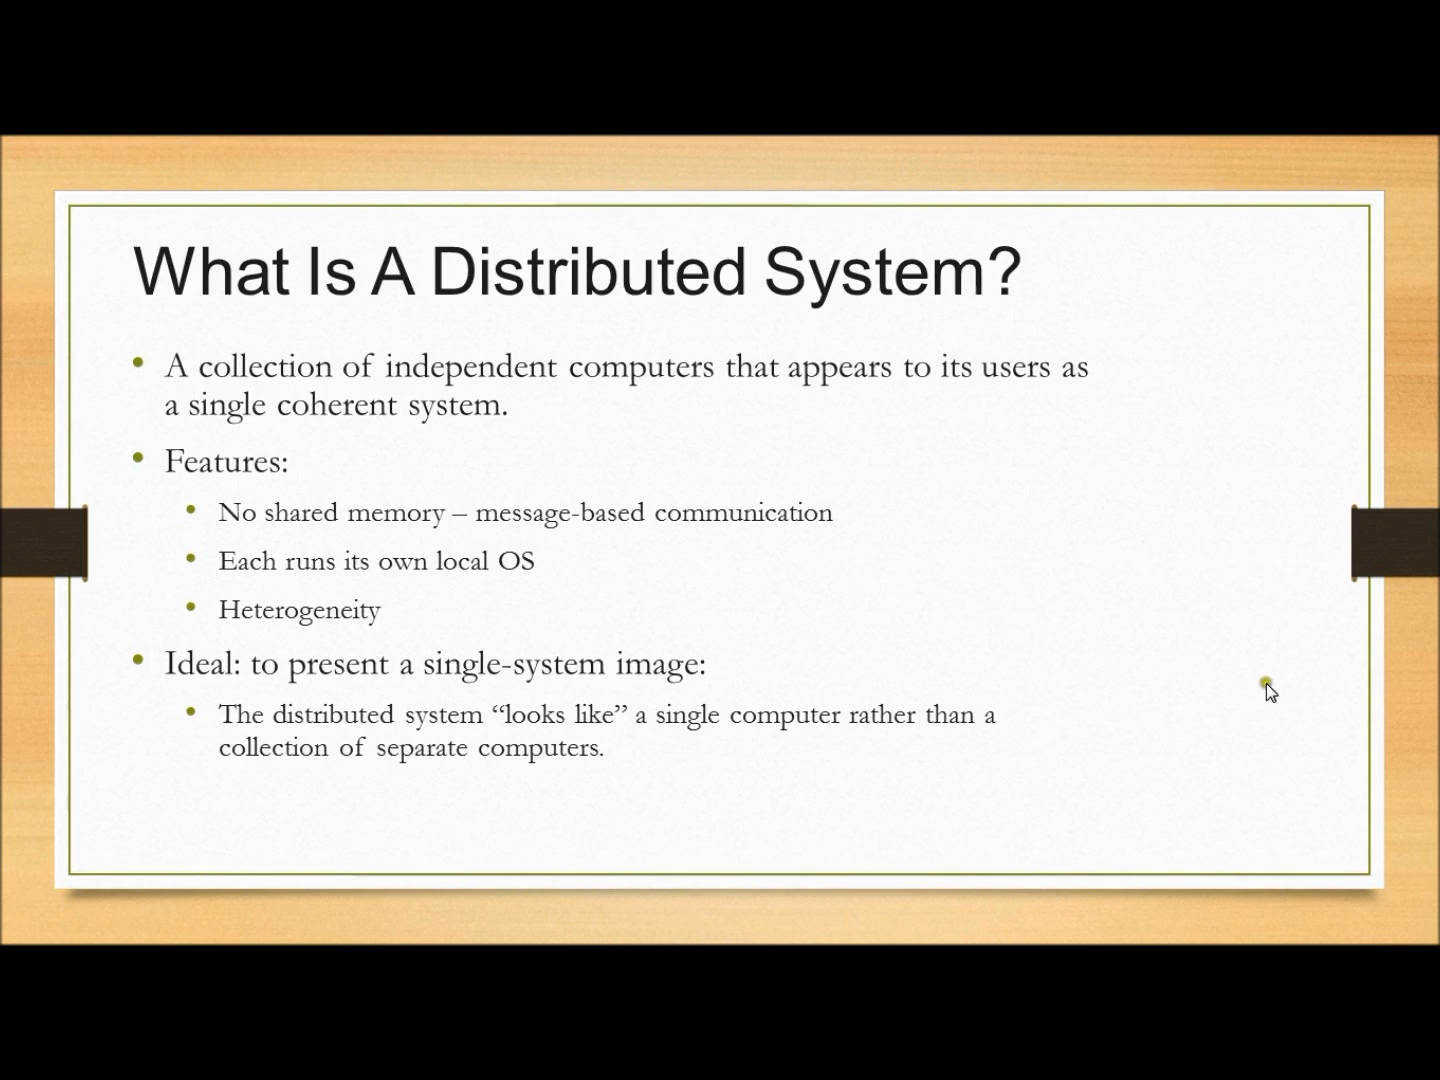 What Is A Distributed System?
• A collection of independent computers that appears to its users as
a single coherent system.
• Features:
• No shared memory – message-based communication
• Each runs its own local OS
• Heterogeneity
• Ideal: to present a single-system image:
• The distributed system “looks like” a single computer rather than a
collection of separate computers.